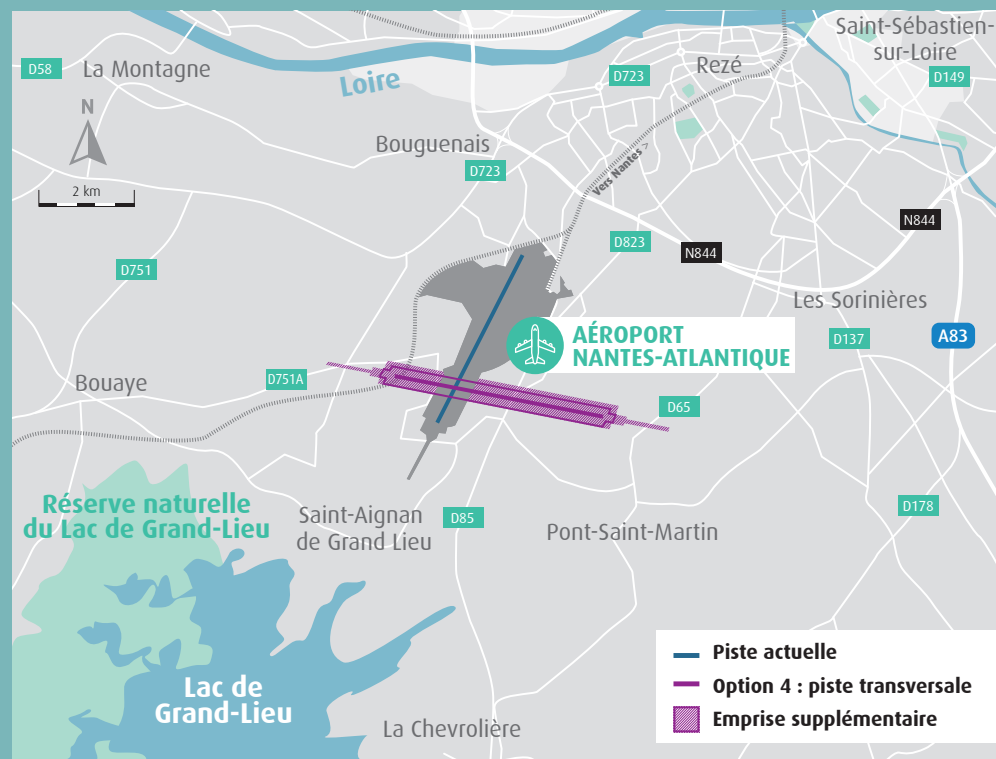 Saint-Sébastien-
sur-Loire
D58
La Montagne
Loire
D723
Rezé
D149
N
2 km
Bouguenais
D723
Vers Nantes >
N844
D823
N844
D751
Les Sorinières
AÉROPORT
NANTES-ATLANTIQUE
D137
A83
Bouaye
D751A
D65
Réserve naturelle
du Lac de Grand-Lieu
Saint-Aignan
de Grand Lieu
D85
Pont-Saint-Martin
D178
Lac de
Grand-Lieu
La Chevrolière
Piste actuelle
Option 4 : piste transversale
Emprise supplémentaire